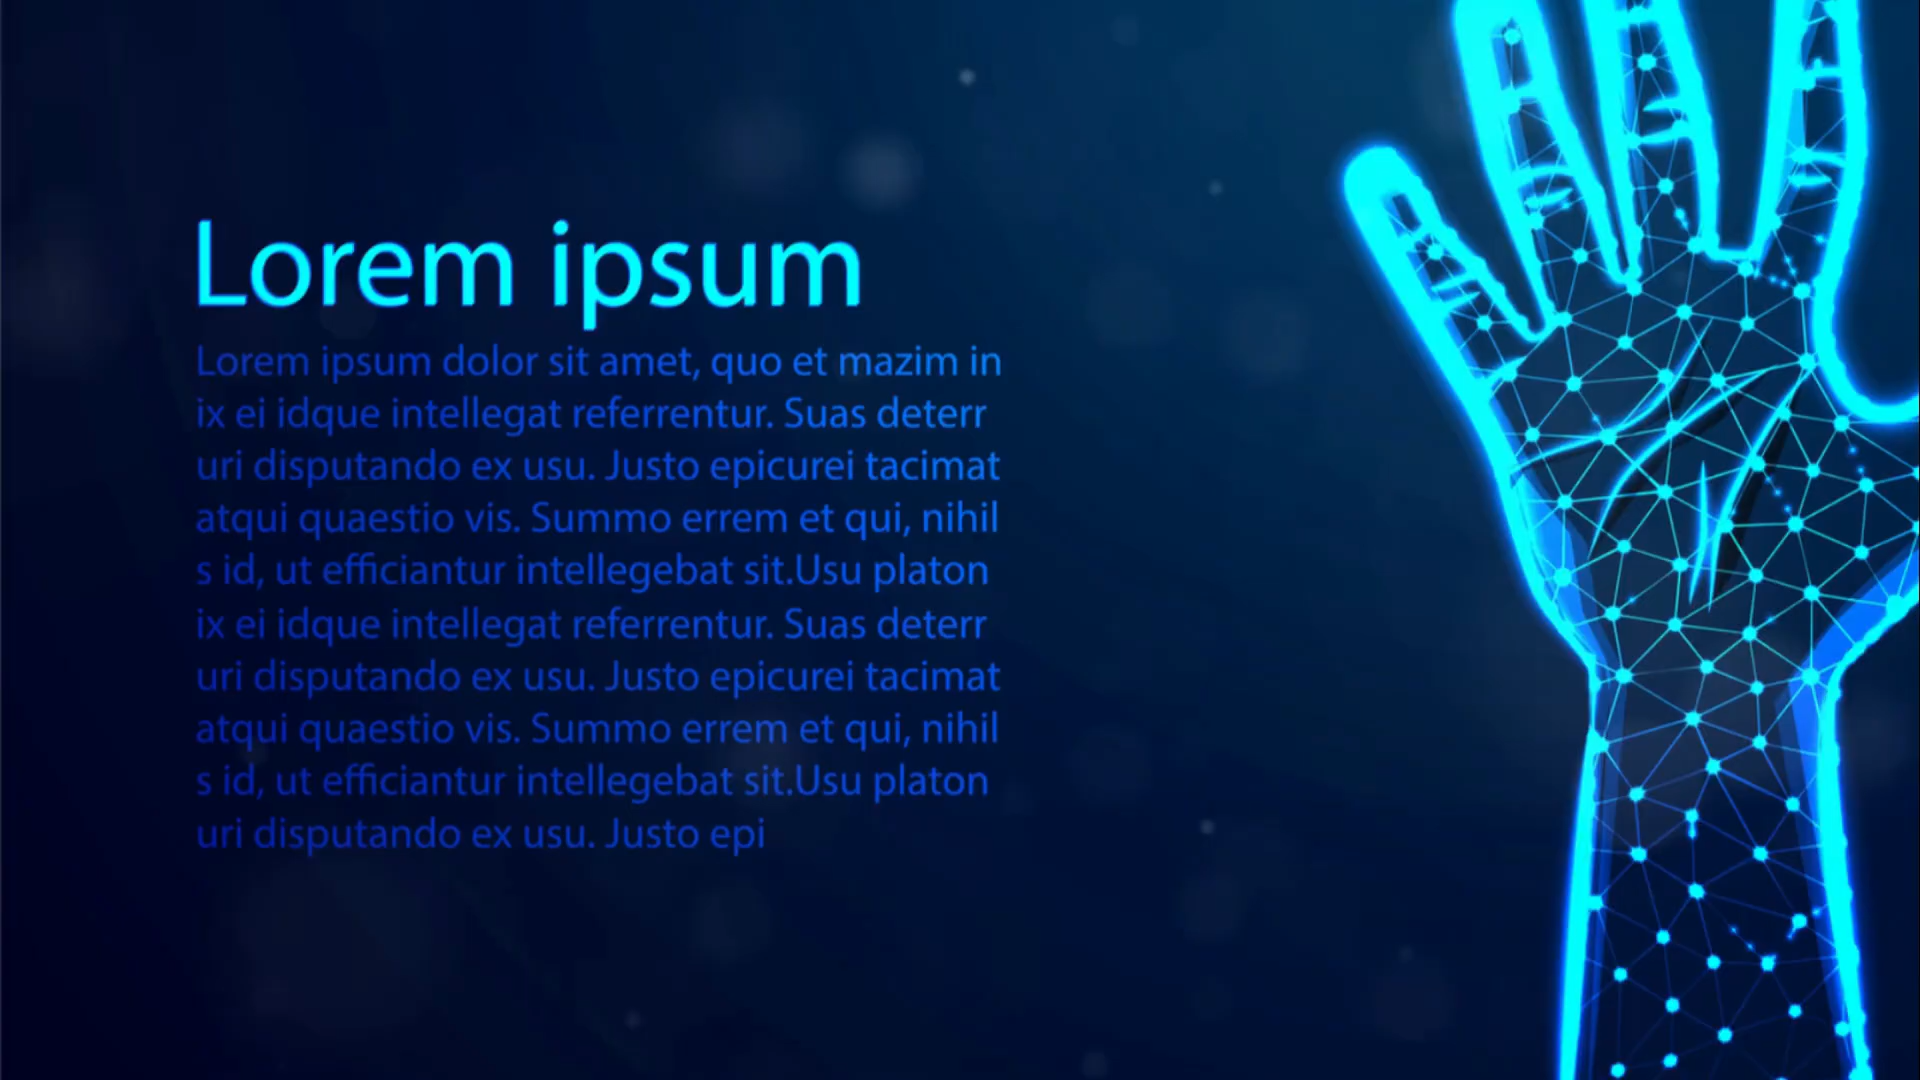 Lorem ipsum
Lorem ipsum dolor sit amet, quo et mazim in
ix ei idque intellegat referrentur. Suas deterr
uri disputando ex usu. Justo epicurei tacimat
atqui quaestio vis. Summo errem et qui, nihil
s id, ut efficiantur intellegebat sit.Usu platon
ix ei idque intellegat referrentur. Suas deterr
uri disputando ex usu. Justo epicurei tacimat
atqui quaestio vis. Summo errem et qui, nihil
s id, ut efficiantur intellegebat sit.Usu platon
uri disputando ex usu. Justo epi